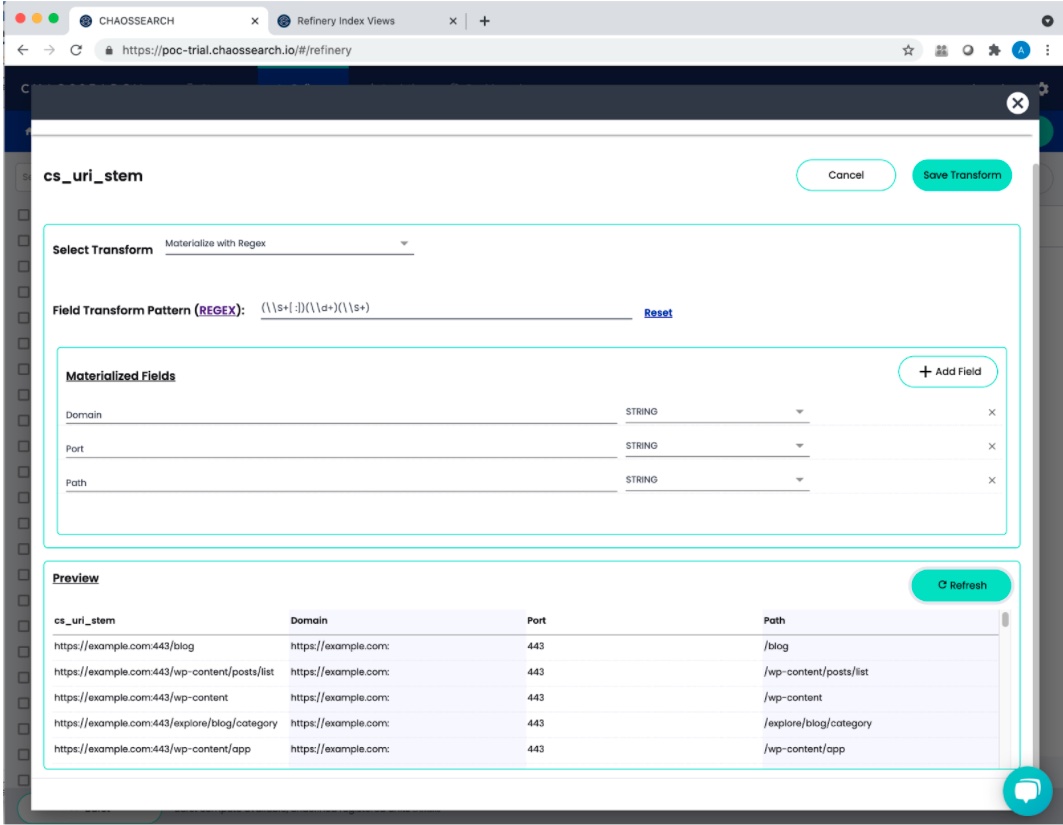 CHAOSSEARCH
Refinery Index Views
https://poc-trial.chaossearch.io/#/refinery
A
cs_uri_stem
Cancel
Save Transform
Select Transform
Materialize with Regex
Field Transform Pattern (REGEX):
(\\s+[:])(\\d+)(\\s+)
Reset
Materialized Fields
+ Add Field
Domain STRING
Port STRING
Path STRING
Preview
Refresh
cs_uri_stem Domain Port Path
https://example.com:443/blog https://example.com: 443 /blog
https://example.com:443/wp-content/posts/list https://example.com: 443 /wp-content/posts/list
https://example.com:443/wp-content https://example.com: 443 /wp-content
https://example.com:443/explore/blog/category https://example.com: 443 /explore/blog/category
https://example.com:443/wp-content/app https://example.com: 443 /wp-content/app